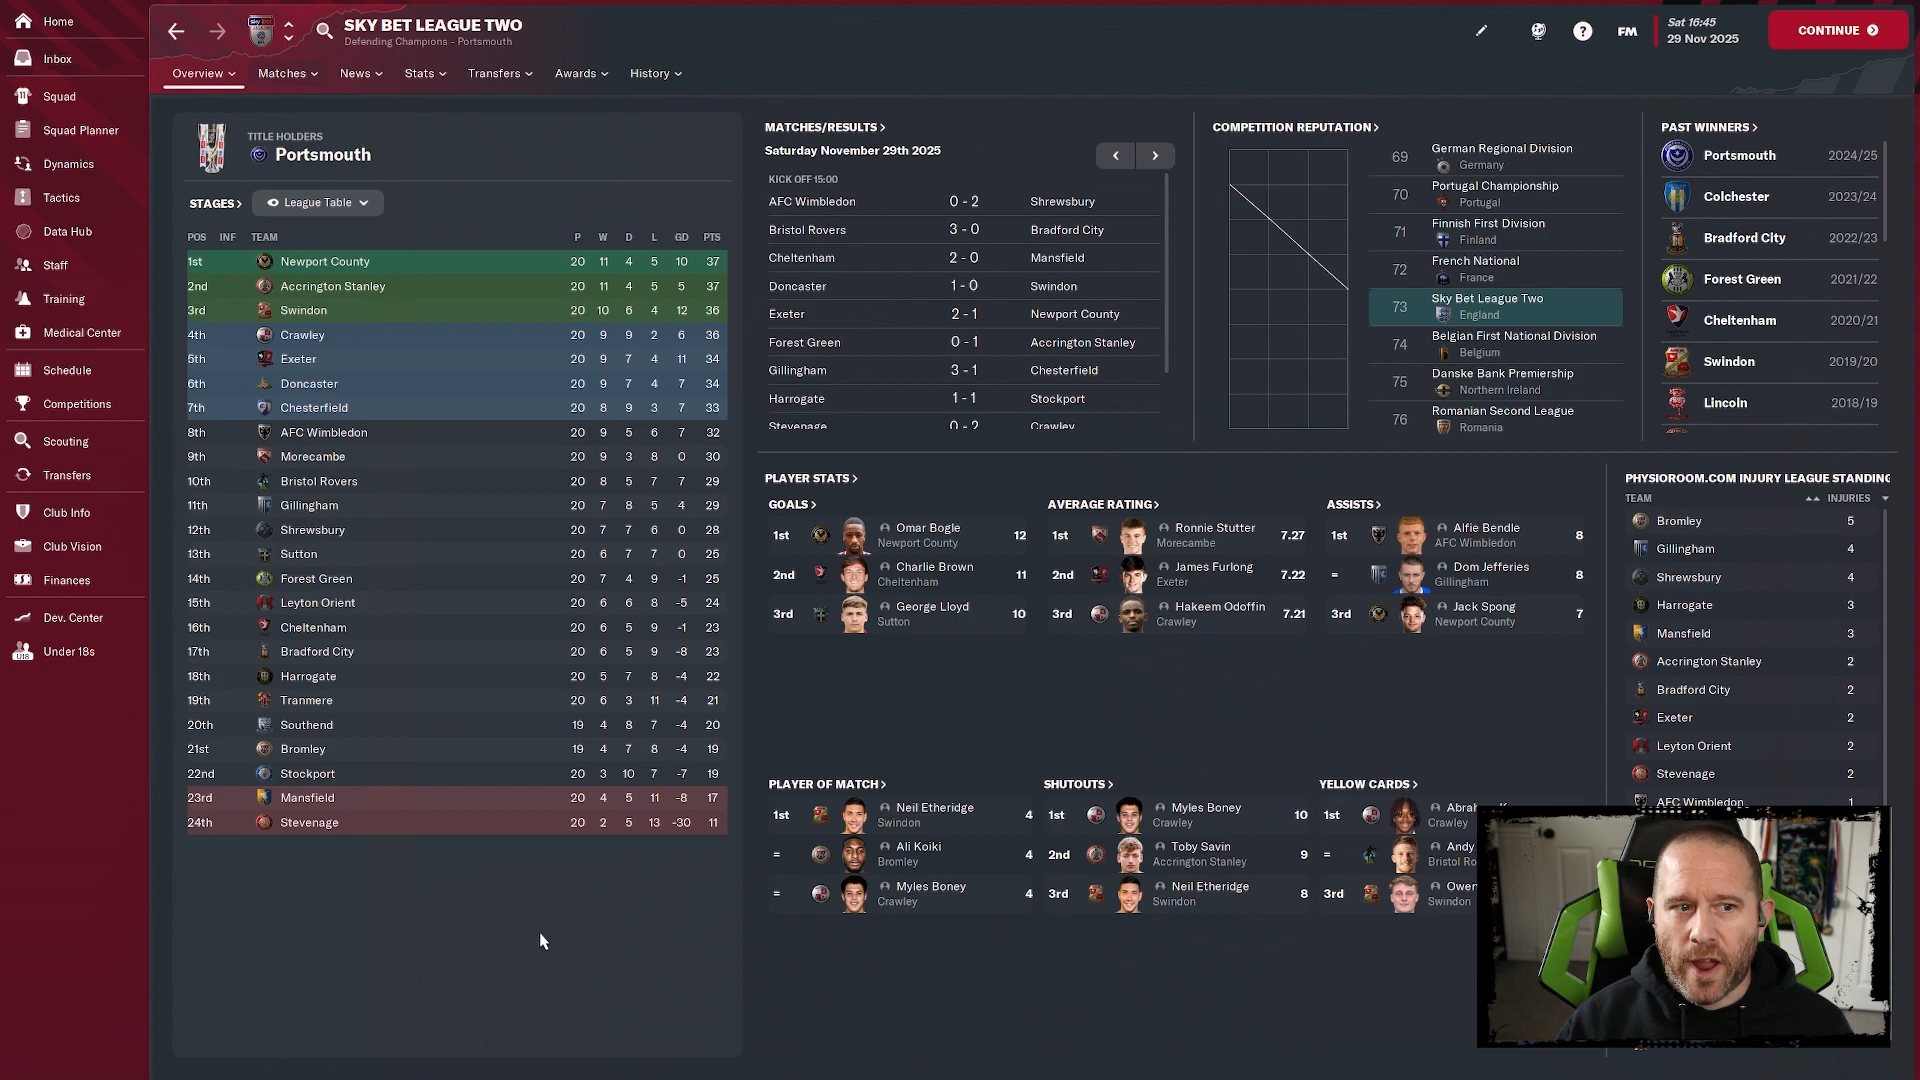 Home
Inbox
Squad
Squad Planner
Dynamics
Tactics
Data Hub
Staff
Training
Medical Center
Schedule
Competitions
Scouting
Transfers
Club Info
Club Vision
Finances
Dev. Center
Under 18s
SKY BET LEAGUE TWO
Defending Champions - Portsmouth
FM
Sat 16:45
29 Nov 2025
CONTINUE
Overview Matches News Stats Transfers Awards History
TITLE HOLDERS
Portsmouth
STAGES League Table
POS INF TEAM P W D L GD PTS
1st Newport County 20 11 4 5 10 37
2nd Accrington Stanley 20 11 4 5 5 37
3rd Swindon 20 10 6 4 12 36
4th Crawley 20 9 9 2 6 36
5th Exeter 20 9 7 4 11 34
6th Doncaster 20 9 7 4 7 34
7th Chesterfield 20 8 9 3 7 33
8th AFC Wimbledon 20 9 5 6 7 32
9th Morecambe 20 9 3 8 0 30
10th Bristol Rovers 20 8 5 7 7 29
11th Gillingham 20 7 8 5 4 29
12th Shrewsbury 20 7 7 6 0 28
13th Sutton 20 6 7 7 0 25
14th Forest Green 20 7 4 9 -1 25
15th Leyton Orient 20 6 6 8 -5 24
16th Cheltenham 20 6 5 9 -1 23
17th Bradford City 20 6 5 9 -8 23
18th Harrogate 20 5 7 8 -4 22
19th Tranmere 20 6 3 11 -4 21
20th Southend 19 4 8 7 -4 20
21st Bromley 19 4 7 8 -4 19
22nd Stockport 20 3 10 7 -7 19
23rd Mansfield 20 4 5 11 -8 17
24th Stevenage 20 2 5 13 -30 11
MATCHES/RESULTS
Saturday November 29th 2025
KICK OFF 15:00
AFC Wimbledon 0 - 2 Shrewsbury
Bristol Rovers 3 - 0 Bradford City
Cheltenham 2 - 0 Mansfield
Doncaster 1 - 0 Swindon
Exeter 2 - 1 Newport County
Forest Green 0 - 1 Accrington Stanley
Gillingham 3 - 1 Chesterfield
Harrogate 1 - 1 Stockport
Stevenage 0 - 2 Crawley
COMPETITION REPUTATION
69 German Regional Division
Germany
70 Portugal Championship
Portugal
71 Finnish First Division
Finland
72 French National
France
73 Sky Bet League Two
England
74 Belgian First National Division
Belgium
75 Danske Bank Premiership
Northern Ireland
76 Romanian Second League
Romania
PAST WINNERS
Portsmouth 2024/25
Colchester 2023/24
Bradford City 2022/23
Forest Green 2021/22
Cheltenham 2020/21
Swindon 2019/20
Lincoln 2018/19
PLAYER STATS
GOALS
1st Omar Bogle 12
Newport County
2nd Charlie Brown 11
Cheltenham
3rd George Lloyd 10
Sutton
AVERAGE RATING
1st Ronnie Stutter 7.27
Morecambe
2nd James Furlong 7.22
Exeter
3rd Hakeem Odoffin 7.21
Crawley
ASSISTS
1st Alfie Bendle 8
AFC Wimbledon
= Dom Jefferies 8
Gillingham
3rd Jack Spong 7
Newport County
PLAYER OF MATCH
1st Neil Etheridge 4
Swindon
= Ali Koiki 4
Bromley
= Myles Boney 4
Crawley
SHUTOUTS
1st Myles Boney 10
Crawley
2nd Toby Savin 9
Accrington Stanley
3rd Neil Etheridge 8
Swindon
YELLOW CARDS
1st
Crawley
= Andy
Bristol Ro
3rd Owen
Swindon
PHYSIOROOM.COM INJURY LEAGUE STANDING
TEAM INJURIES
Bromley 5
Gillingham 4
Shrewsbury 4
Harrogate 3
Mansfield 3
Accrington Stanley 2
Bradford City 2
Exeter 2
Leyton Orient 2
Stevenage 2
AFC Wimbledon 1